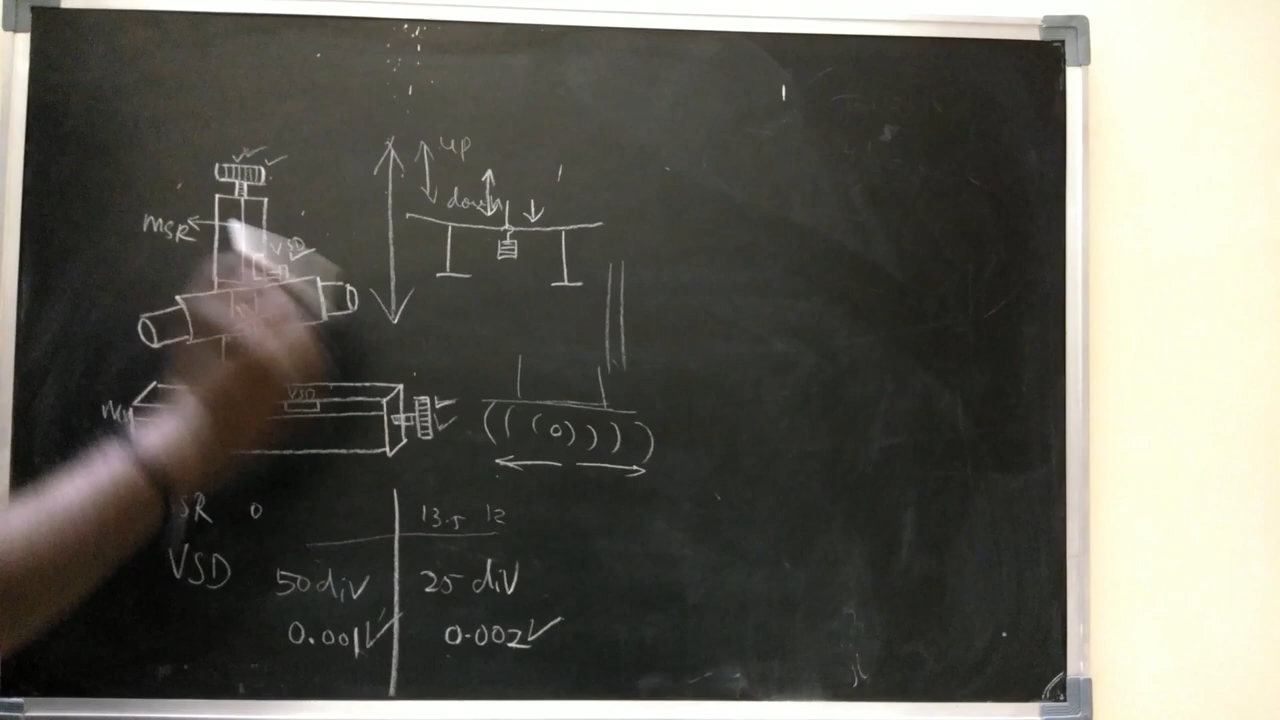 up
down
MSR
VSD
VSD
SR 0
13.5 12
VSD 50 div 25 div
0.001 0.002